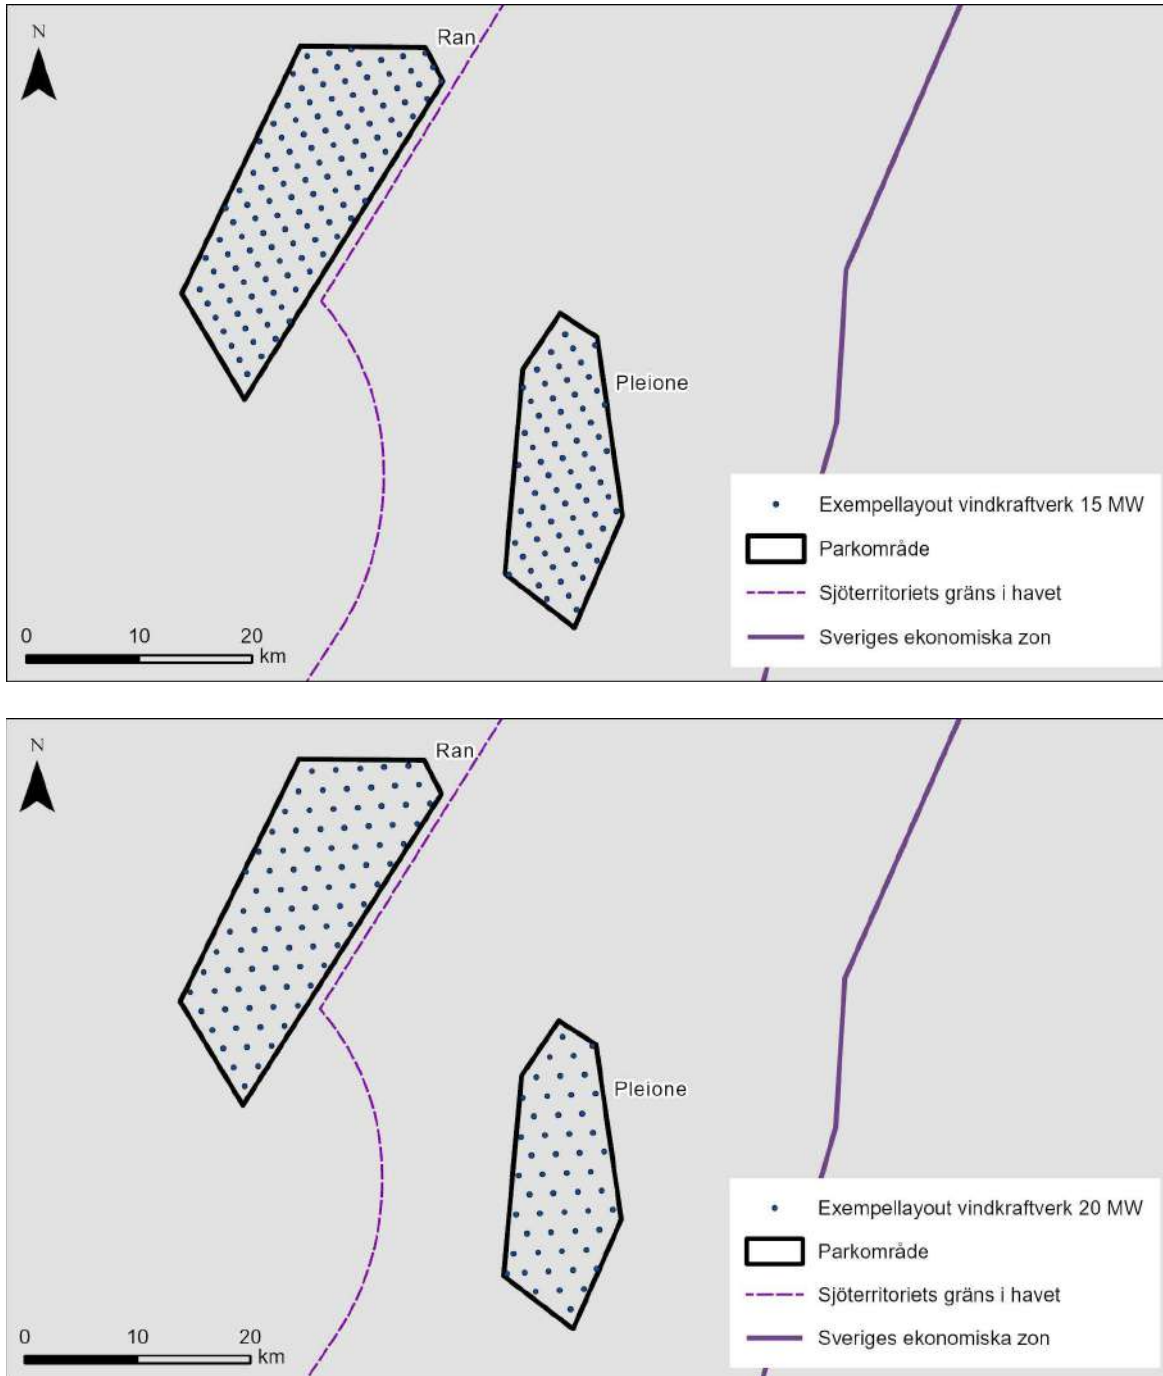 N
Ran
Pleione
Exempellayout vindkraftverk 15 MW
Parkområde
Sjöterritoriets gräns i havet
Sveriges ekonomiska zon
0 10 20
km
N
Ran
Pleione
Exempellayout vindkraftverk 20 MW
Parkområde
Sjöterritoriets gräns i havet
Sveriges ekonomiska zon
0 10 20
km